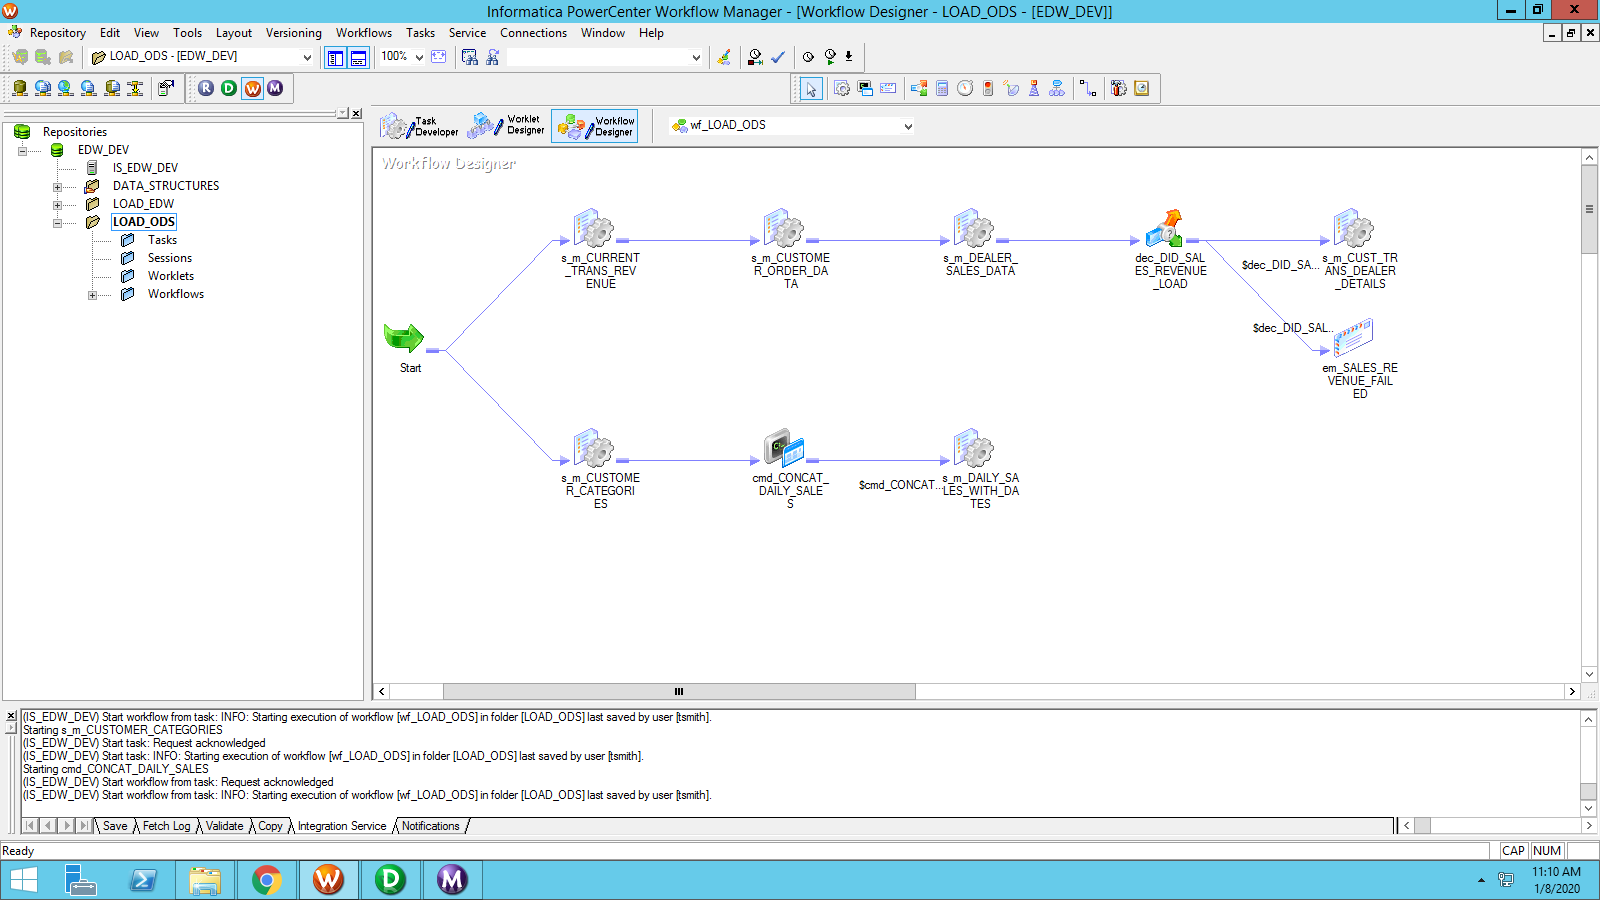 Informatica PowerCenter Workflow Manager - [Workflow Designer - LOAD_ODS - [EDW_DEV]]
Repository Edit View Tools Layout Versioning Workflows Tasks Service Connections Window Help
LOAD_ODS - [EDW_DEV]
100%
R D W M
Task
Developer
Worklet
Designer
Workflow
Designer
wf_LOAD_ODS
Repositories
EDW_DEV
IS_EDW_DEV
DATA_STRUCTURES
LOAD_EDW
LOAD_ODS
Tasks
Sessions
Worklets
Workflows
Workflow Designer
s_m_CURRENT
_TRANS_REV
ENUE
s_m_CUSTOME
R_ORDER_DA
TA
s_m_DEALER_
SALES_DATA
dec_DID_SAL
ES_REVENUE
_LOAD
$dec_DID_SA...
s_m_CUST_TR
ANS_DEALER
_DETAILS
$dec_DID_SAL...
em_SALES_RE
VENUE_FAIL
ED
Start
s_m_CUSTOME
R_CATEGORI
ES
cmd_CONCAT_
DAILY_SALE
S
$cmd_CONCAT...
s_m_DAILY_SA
LES_WITH_DA
TES
(IS_EDW_DEV) Start workflow from task: INFO: Starting execution of workflow [wf_LOAD_ODS] in folder [LOAD_ODS] last saved by user [tsmith].
Starting s_m_CUSTOMER_CATEGORIES
(IS_EDW_DEV) Start task: Request acknowledged
(IS_EDW_DEV) Start task: INFO: Starting execution of workflow [wf_LOAD_ODS] in folder [LOAD_ODS] last saved by user [tsmith].
Starting cmd_CONCAT_DAILY_SALES
(IS_EDW_DEV) Start workflow from task: Request acknowledged
(IS_EDW_DEV) Start workflow from task: INFO: Starting execution of workflow [wf_LOAD_ODS] in folder [LOAD_ODS] last saved by user [tsmith].
Save Fetch Log Validate Copy Integration Service Notifications
Ready
CAP NUM
W D M
11:10 AM
1/8/2020